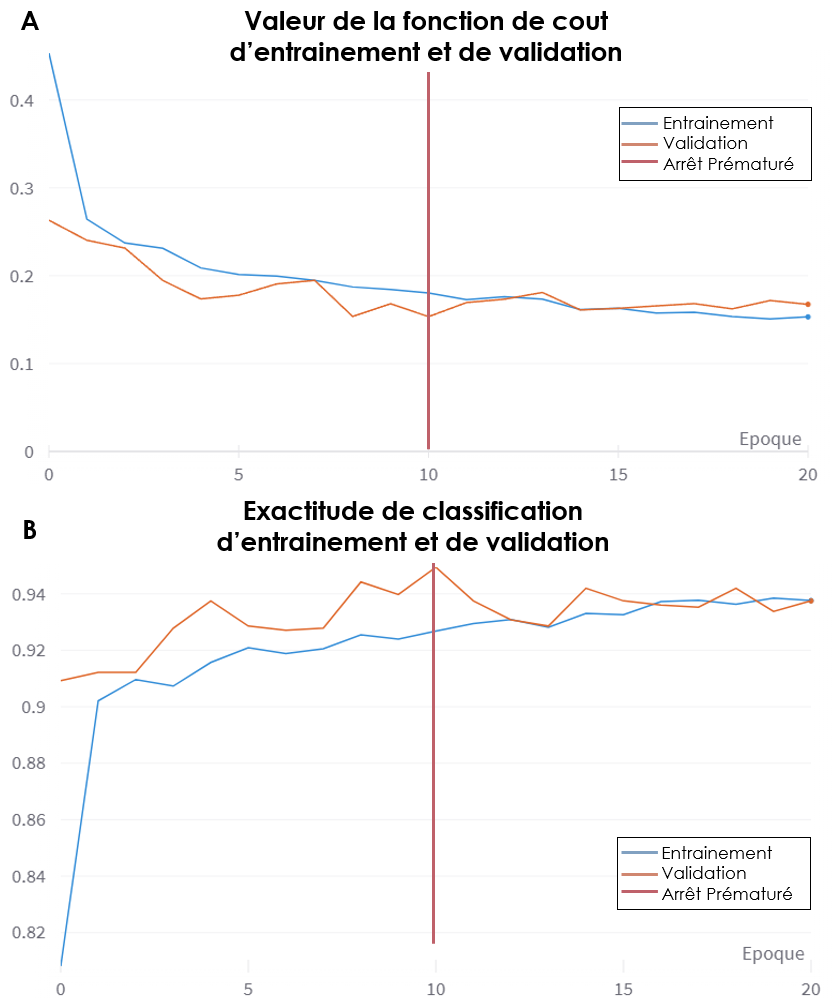 A
Valeur de la fonction de cout
d’entrainement et de validation
0.4
0.3
0.2
0.1
0
Entrainement
Validation
Arrêt Prématuré
Epoque
0 5 10 15 20
B
Exactitude de classification
d’entrainement et de validation
0.94
0.92
0.9
0.88
0.86
0.84
0.82
Entrainement
Validation
Arrêt Prématuré
Epoque
0 5 10 15 20